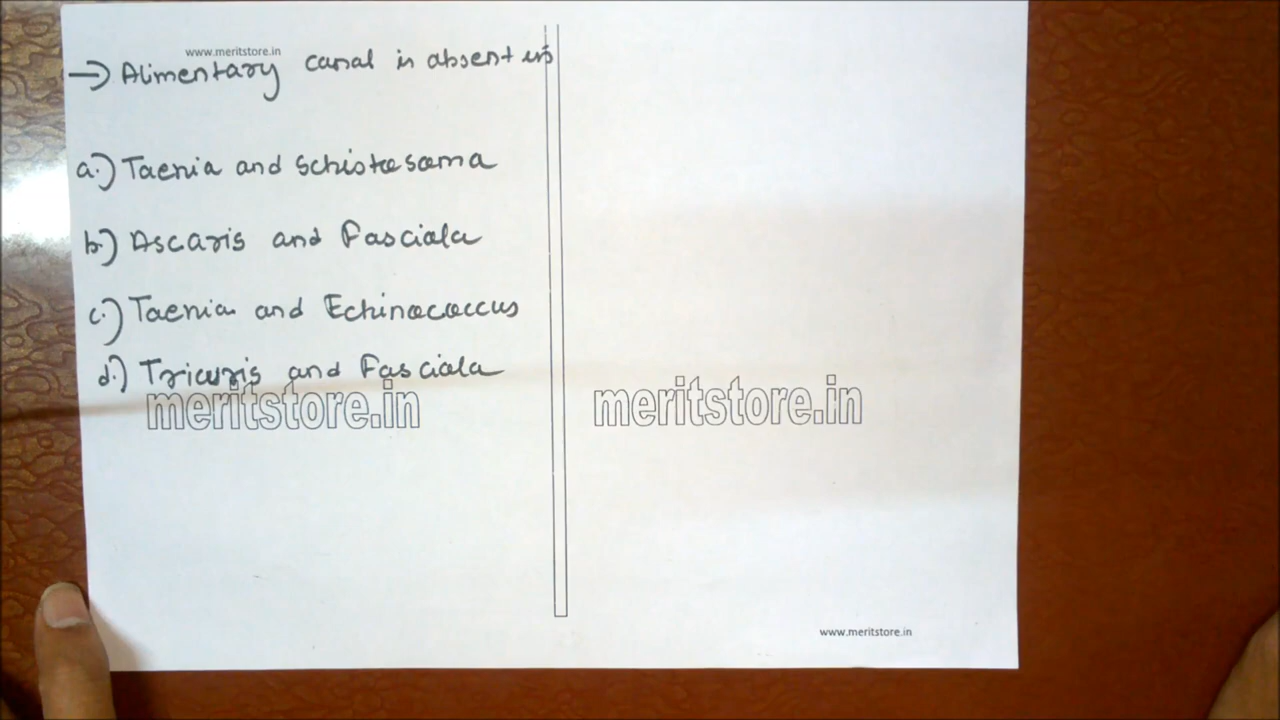 www.meritstore.in
→ Alimentary canal is absent in
a.) Taenia and Schistosoma
b.) Ascaris and Fasciola
c.) Taenia and Echinococcus
d.) Tricuris and Fasciola
meritstore.in meritstore.in
www.meritstore.in